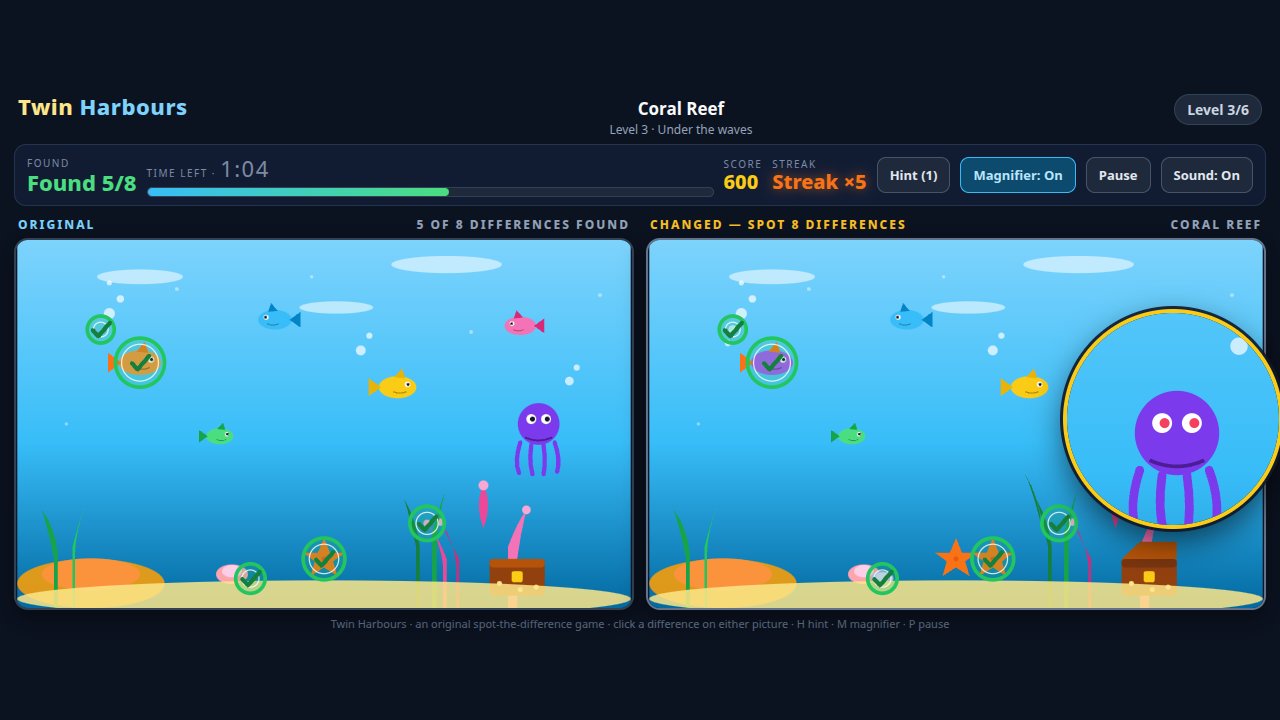 Twin Harbours
Coral Reef
Level 3 · Under the waves
Level 3/6
FOUND
Found 5/8
TIME LEFT · 1:04
SCORE
600
STREAK
Streak ×5
Hint (1)
Magnifier: On
Pause
Sound: On
ORIGINAL
5 OF 8 DIFFERENCES FOUND
CHANGED — SPOT 8 DIFFERENCES
CORAL REEF
Twin Harbours · an original spot-the-difference game · click a difference on either picture · H hint · M magnifier · P pause